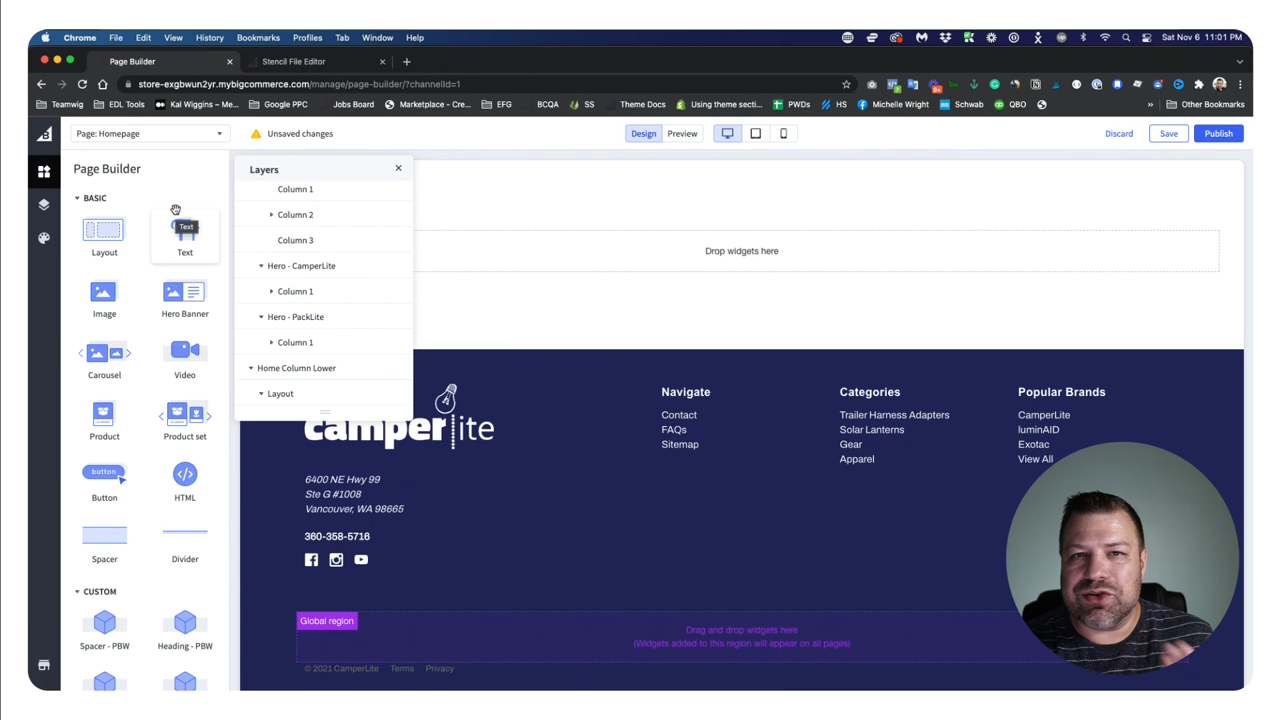 Chrome File Edit View History Bookmarks Profiles Tab Window Help
Sat Nov 6 11:01 PM
Page Builder
Stencil File Editor
store-exgbwun2yr.mybigcommerce.com/manage/page-builder/?channelId=1
Teamwig EDL Tools Kal Wiggins – Me... Google PPC Jobs Board Marketplace - Cre... EFG BCQA SS Theme Docs Using theme secti... PWDs HS Michelle Wright Schwab QBO » Other Bookmarks
Page: Homepage
Unsaved changes
Design Preview
Discard Save Publish
Page Builder
BASIC
Layout
Text
Text
Image
Hero Banner
Carousel
Video
Product
Product set
button
Button
HTML
Spacer
Divider
CUSTOM
Spacer - PBW
Heading - PBW
Layers
Column 1
Column 2
Column 3
Hero - CamperLite
Column 1
Hero - PackLite
Column 1
Home Column Lower
Layout
Drop widgets here
camperlite
6400 NE Hwy 99
Ste G #1008
Vancouver, WA 98665
360-358-5716
Navigate
Contact
FAQs
Sitemap
Categories
Trailer Harness Adapters
Solar Lanterns
Gear
Apparel
Popular Brands
CamperLite
luminAID
Exotac
View All
Global region
Drag and drop widgets here
(Widgets added to this region will appear on all pages)
© 2021 CamperLite Terms Privacy